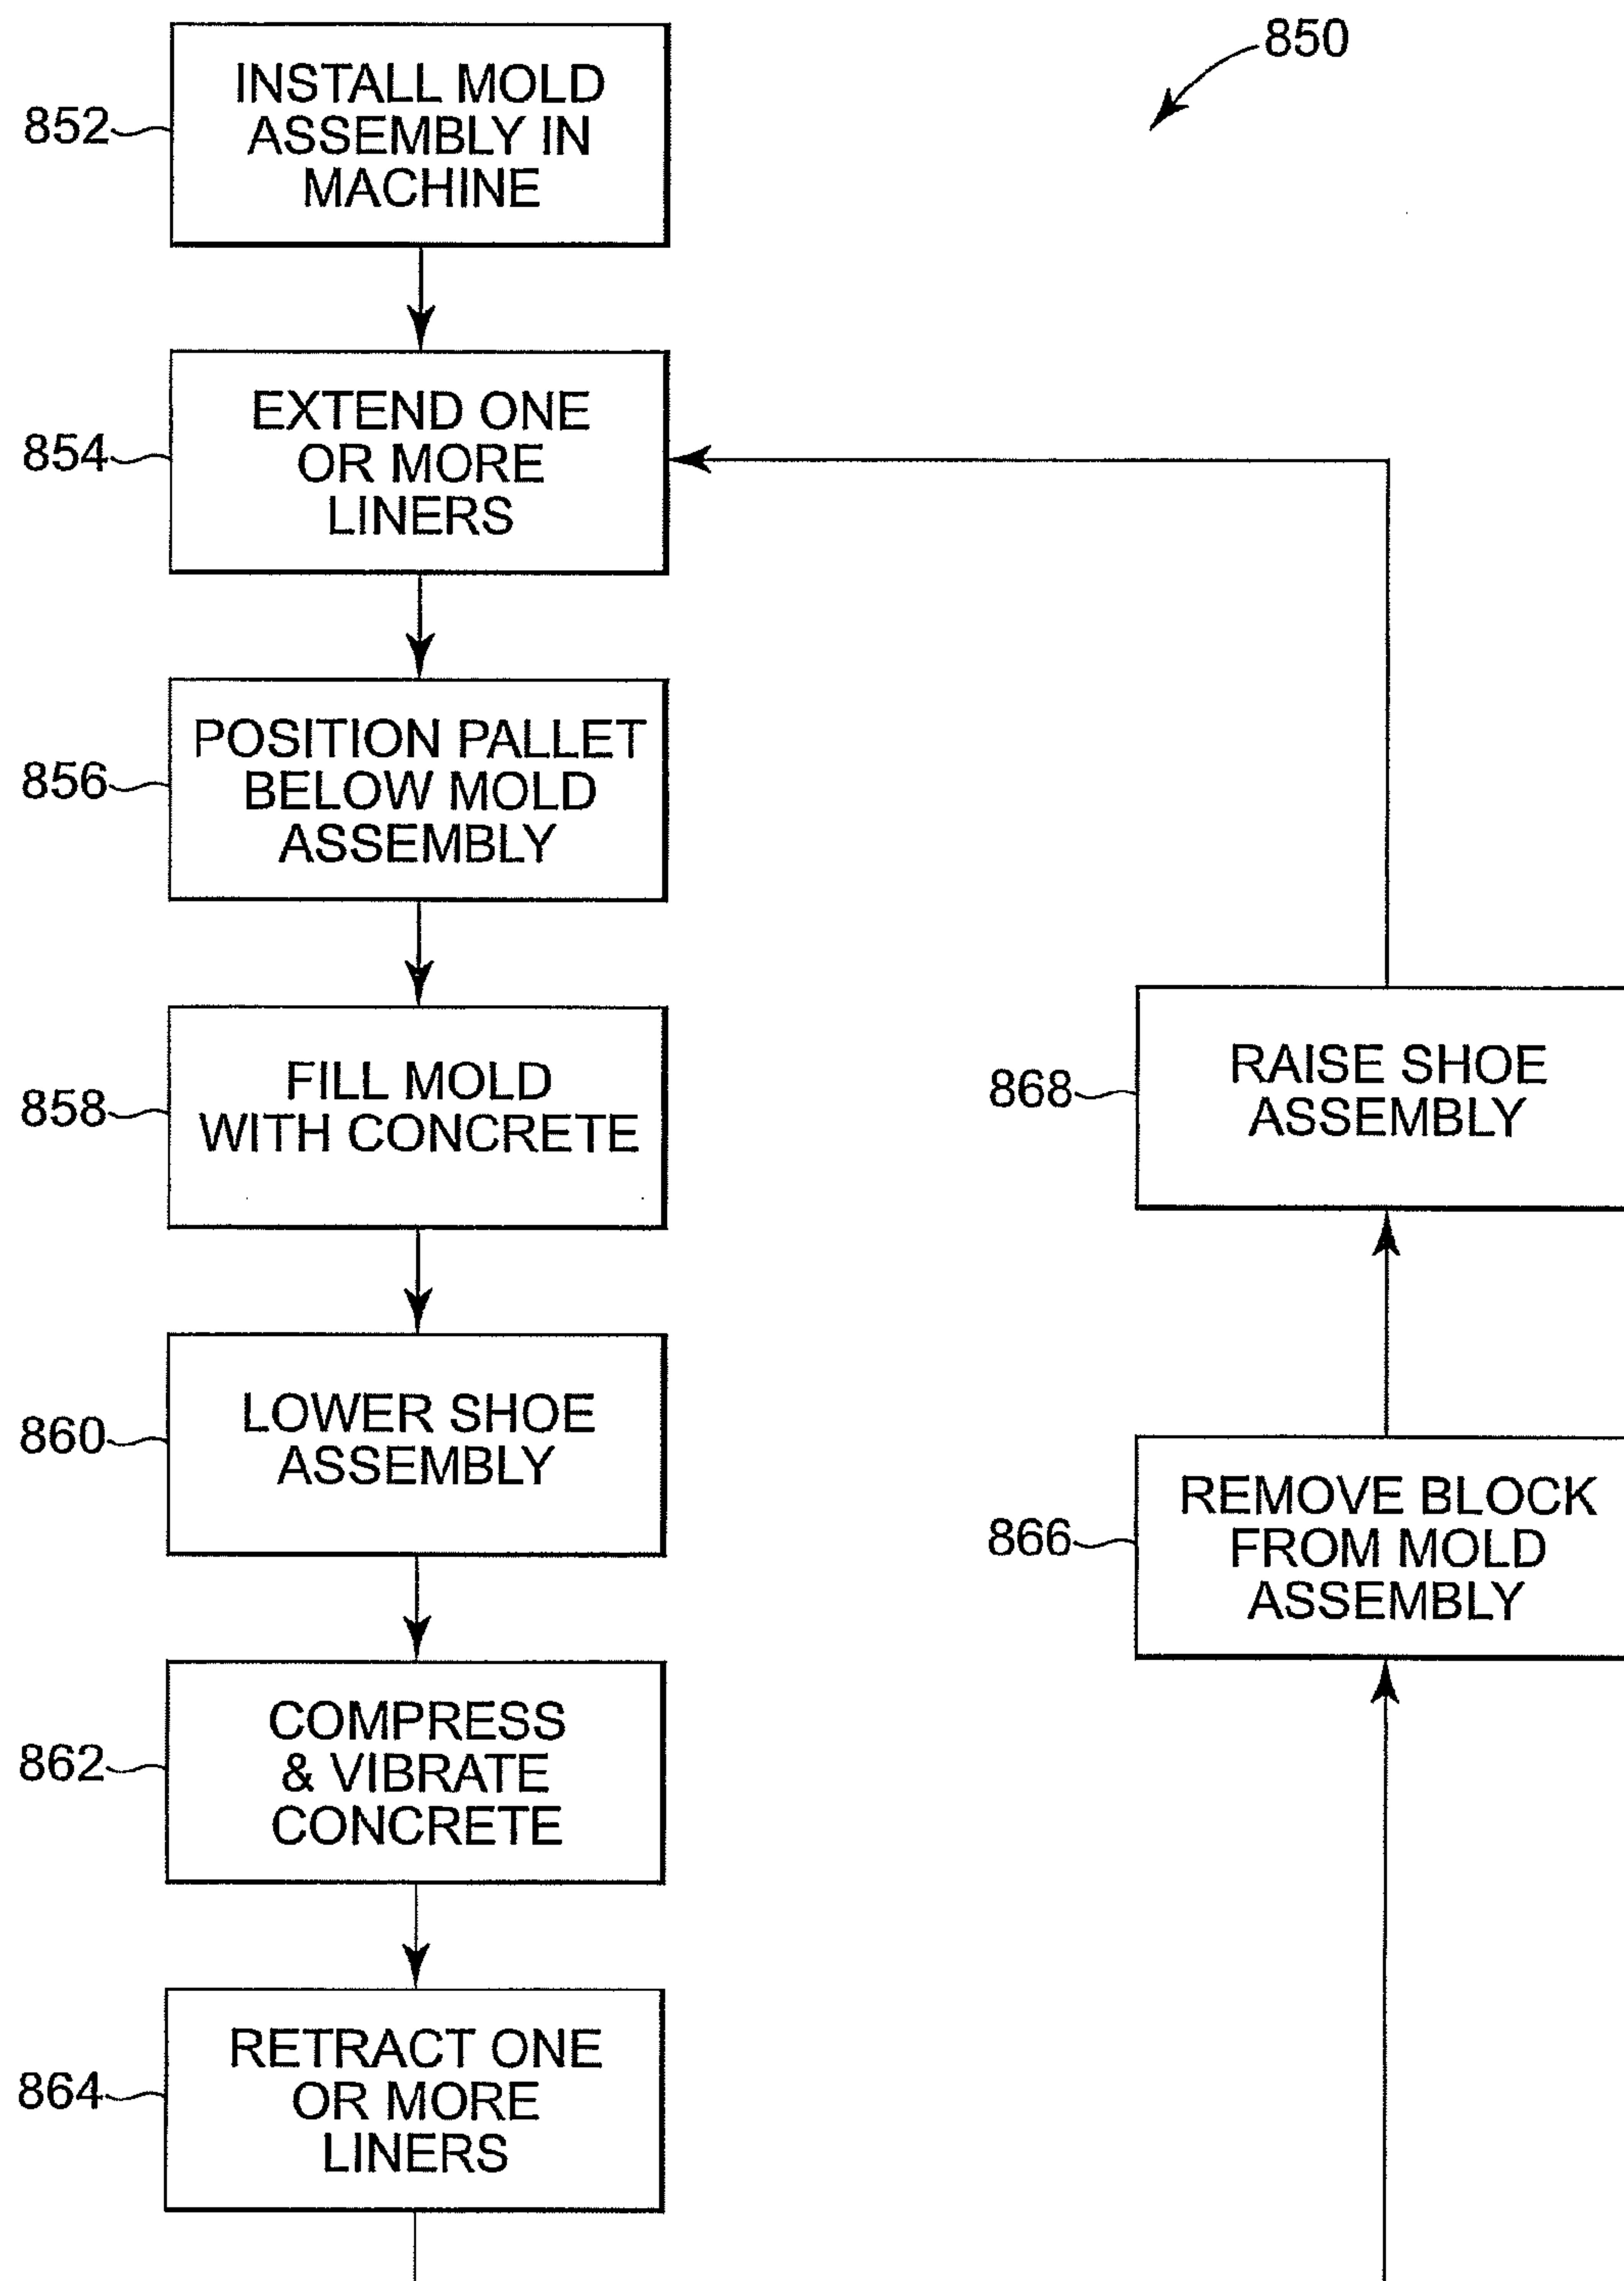 850
852
INSTALL MOLD
ASSEMBLY IN
MACHINE
854
EXTEND ONE
OR MORE
LINERS
856
POSITION PALLET
BELOW MOLD
ASSEMBLY
858
FILL MOLD
WITH CONCRETE
860
LOWER SHOE
ASSEMBLY
862
COMPRESS
& VIBRATE
CONCRETE
864
RETRACT ONE
OR MORE
LINERS
866
REMOVE BLOCK
FROM MOLD
ASSEMBLY
868
RAISE SHOE
ASSEMBLY